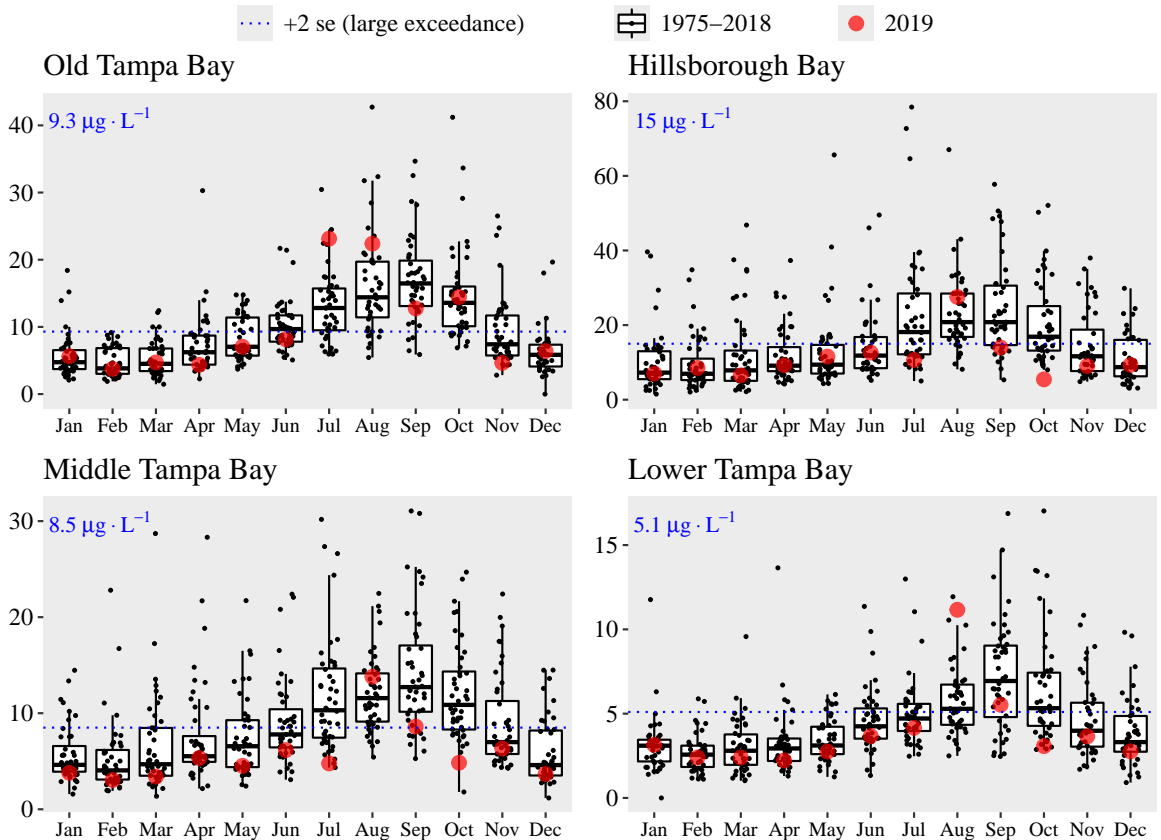 +2 se (large exceedance) 1975–2018 2019
Old Tampa Bay
9.3 μg · L⁻¹
40
30
20
10
0
Jan Feb Mar Apr May Jun Jul Aug Sep Oct Nov Dec
Hillsborough Bay
15 μg · L⁻¹
80
60
40
20
0
Jan Feb Mar Apr May Jun Jul Aug Sep Oct Nov Dec
Middle Tampa Bay
8.5 μg · L⁻¹
30
20
10
0
Jan Feb Mar Apr May Jun Jul Aug Sep Oct Nov Dec
Lower Tampa Bay
5.1 μg · L⁻¹
15
10
5
0
Jan Feb Mar Apr May Jun Jul Aug Sep Oct Nov Dec